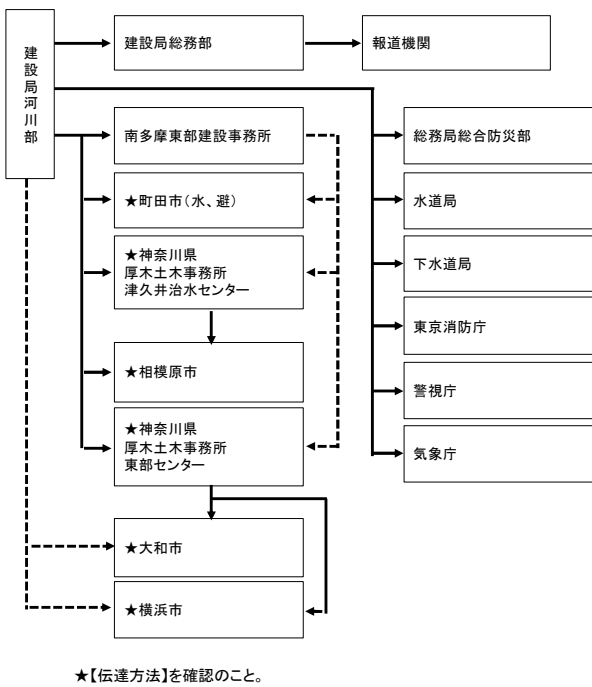 建設局河川部
建設局総務部
報道機関
南多摩東部建設事務所
★町田市(水、避)
★神奈川県
厚木土木事務所
津久井治水センター
★相模原市
★神奈川県
厚木土木事務所
東部センター
★大和市
★横浜市
総務局総合防災部
水道局
下水道局
東京消防庁
警視庁
気象庁
★【伝達方法】を確認のこと。